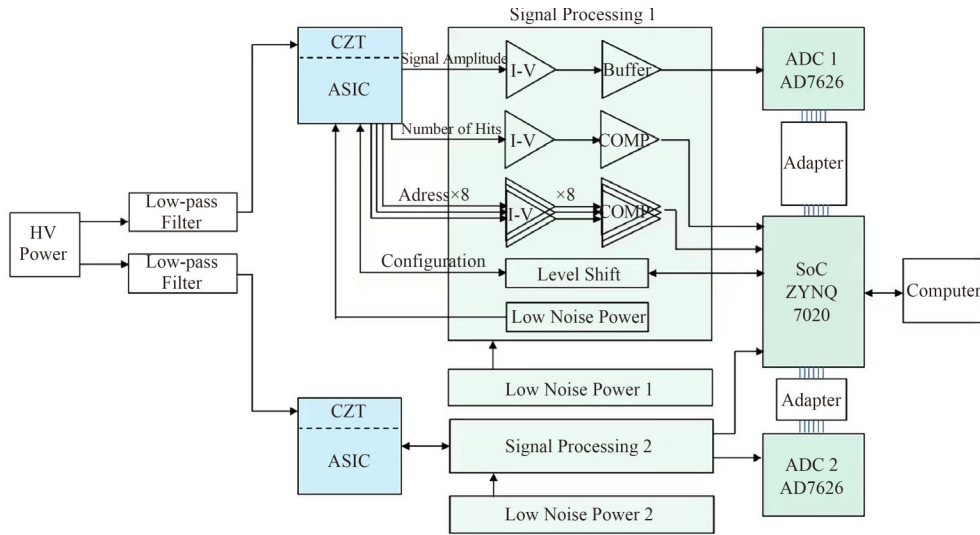 Signal Processing 1
CZT
ASIC
Signal Amplitude
I-V
Buffer
ADC 1
AD7626
Number of Hits
I-V
COMP
Adapter
Adress×8
I-V
×8
COMP
HV
Power
Low-pass
Filter
Low-pass
Filter
Configuration
Level Shift
Low Noise Power
SoC
ZYNQ
7020
Computer
Low Noise Power 1
CZT
ASIC
Signal Processing 2
Adapter
ADC 2
AD7626
Low Noise Power 2